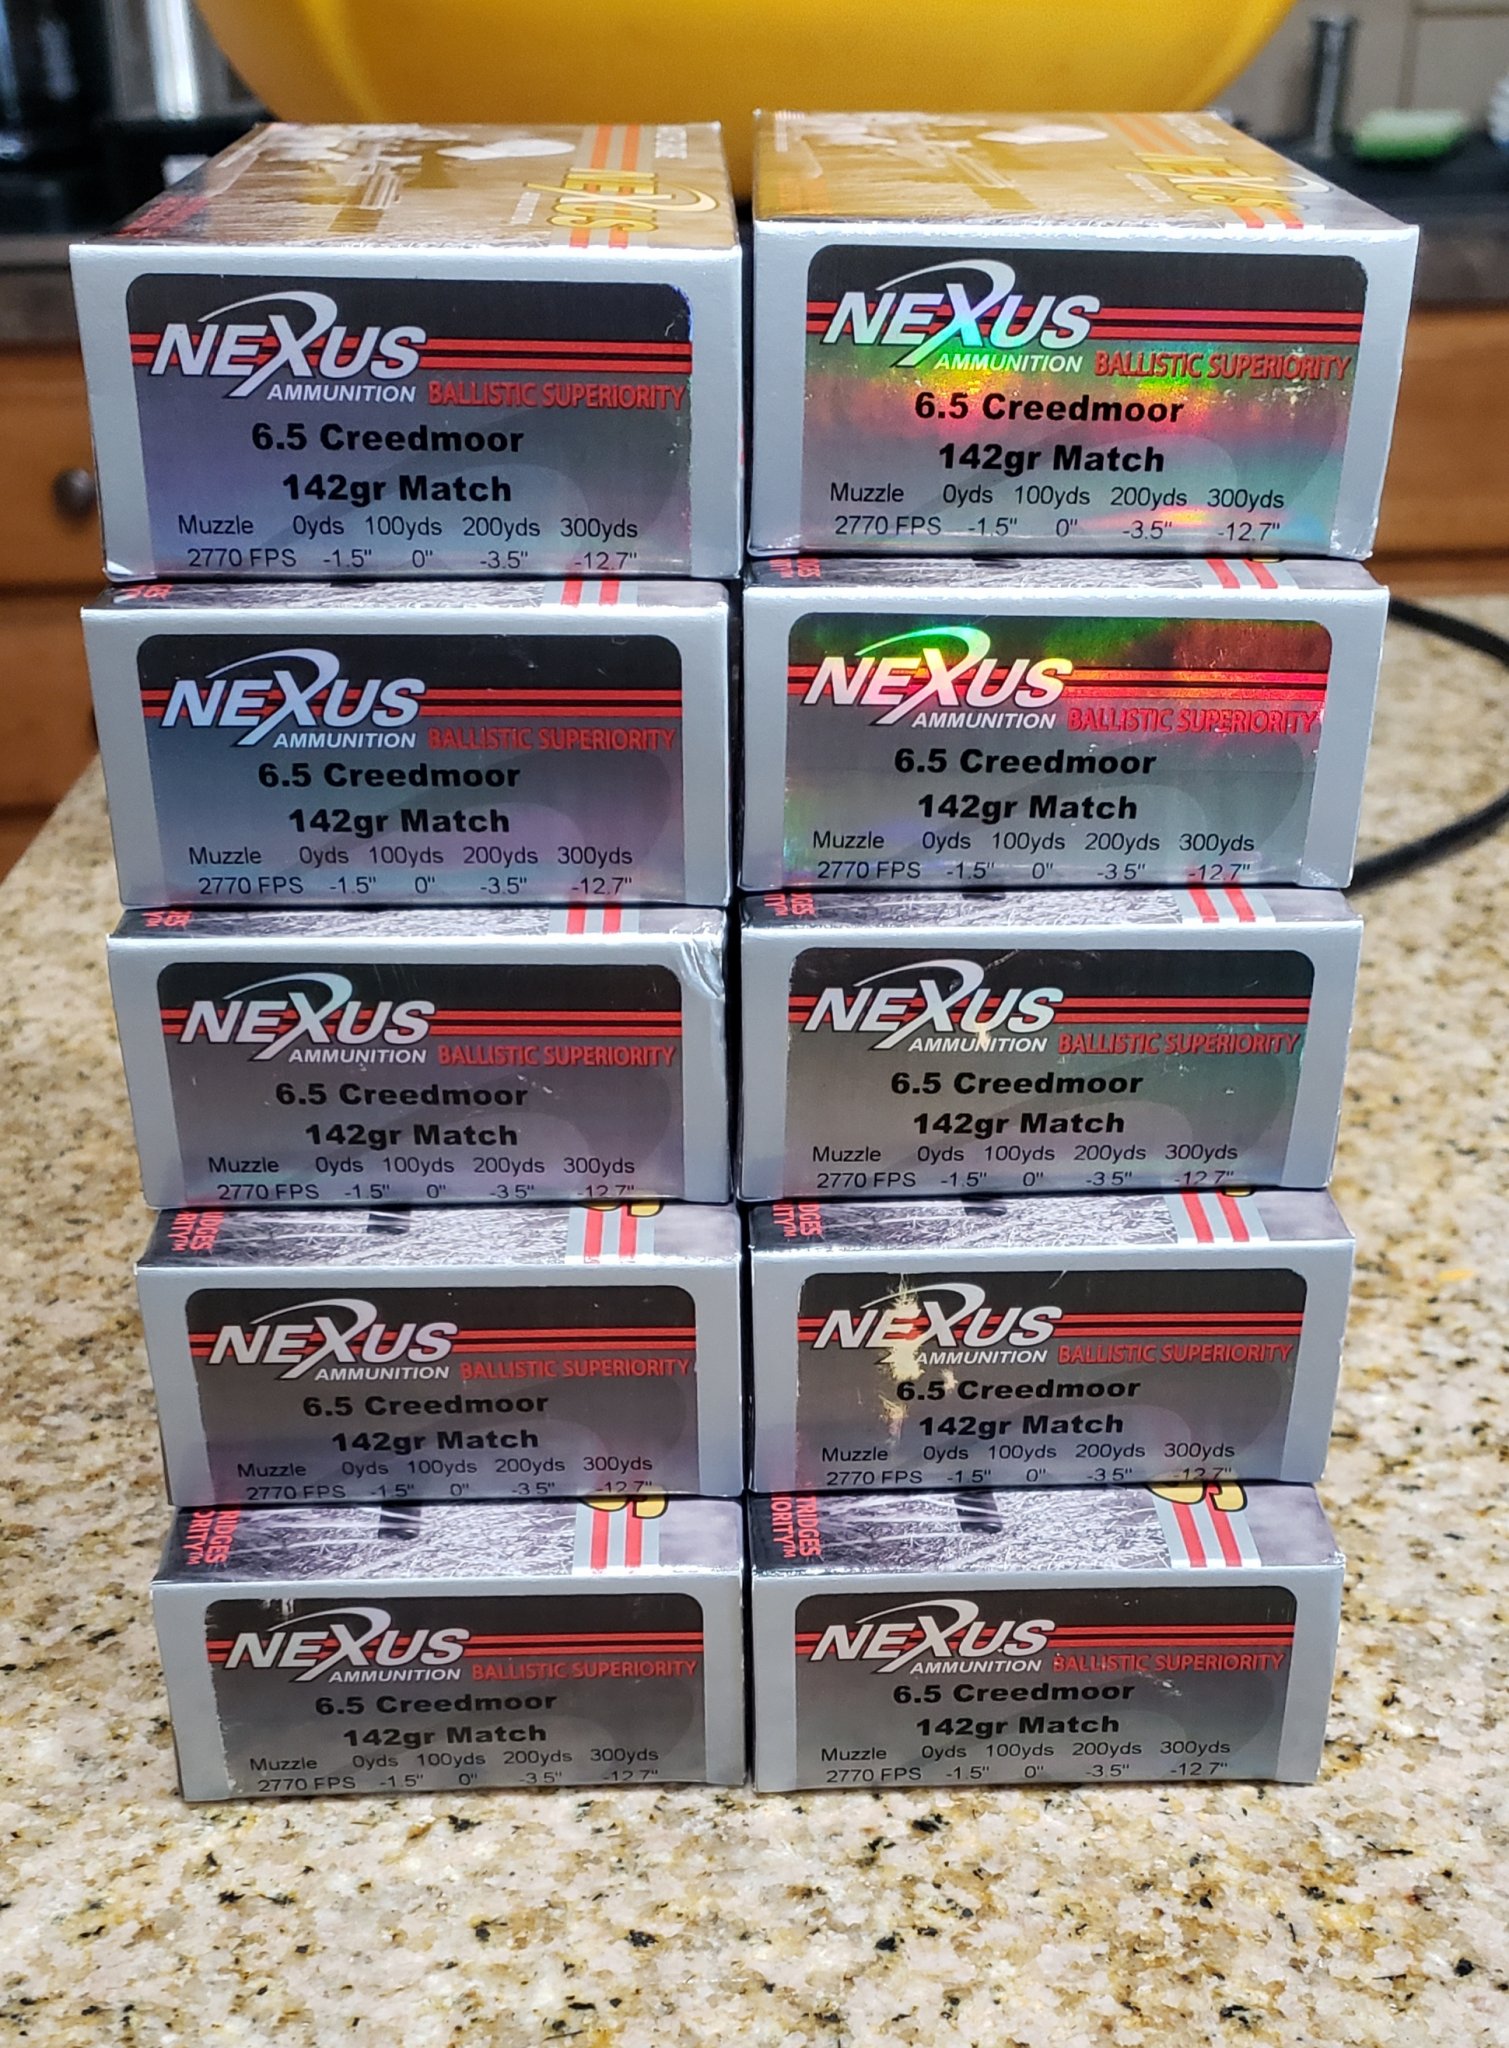 NEXUS
NEXUS
AMMUNITION BALLISTIC SUPERIORITY
6.5 Creedmoor
142gr Match
Muzzle 0yds 100yds 200yds 300yds
2770 FPS -1.5" 0" -3.5" -12.7"
NEXUS
AMMUNITION BALLISTIC SUPERIORITY
6.5 Creedmoor
142gr Match
Muzzle 0yds 100yds 200yds 300yds
2770 FPS -1.5" 0" -3.5" -12.7"
NEXUS
AMMUNITION BALLISTIC SUPERIORITY
6.5 Creedmoor
142gr Match
Muzzle 0yds 100yds 200yds 300yds
2770 FPS -1.5" 0" -3.5" -12.7"
NEXUS
AMMUNITION BALLISTIC SUPERIORITY
6.5 Creedmoor
142gr Match
Muzzle 0yds 100yds 200yds 300yds
2770 FPS -1.5" 0" -3.5" -12.7"
NEXUS
AMMUNITION BALLISTIC SUPERIORITY
6.5 Creedmoor
142gr Match
Muzzle 0yds 100yds 200yds 300yds
2770 FPS -1.5" 0" -3.5" -12.7"
NEXUS
NEXUS
AMMUNITION BALLISTIC SUPERIORITY
6.5 Creedmoor
142gr Match
Muzzle 0yds 100yds 200yds 300yds
2770 FPS -1.5" 0" -3.5" -12.7"
NEXUS
AMMUNITION BALLISTIC SUPERIORITY
6.5 Creedmoor
142gr Match
Muzzle 0yds 100yds 200yds 300yds
2770 FPS -1.5" 0" -3.5" -12.7"
NEXUS
AMMUNITION BALLISTIC SUPERIORITY
6.5 Creedmoor
142gr Match
Muzzle 0yds 100yds 200yds 300yds
2770 FPS -1.5" 0" -3.5" -12.7"
NEXUS
AMMUNITION BALLISTIC SUPERIORITY
6.5 Creedmoor
142gr Match
Muzzle 0yds 100yds 200yds 300yds
2770 FPS -1.5" 0" -3.5" -12.7"
NEXUS
AMMUNITION BALLISTIC SUPERIORITY
6.5 Creedmoor
142gr Match
Muzzle 0yds 100yds 200yds 300yds
2770 FPS -1.5" 0" -3.5" -12.7"